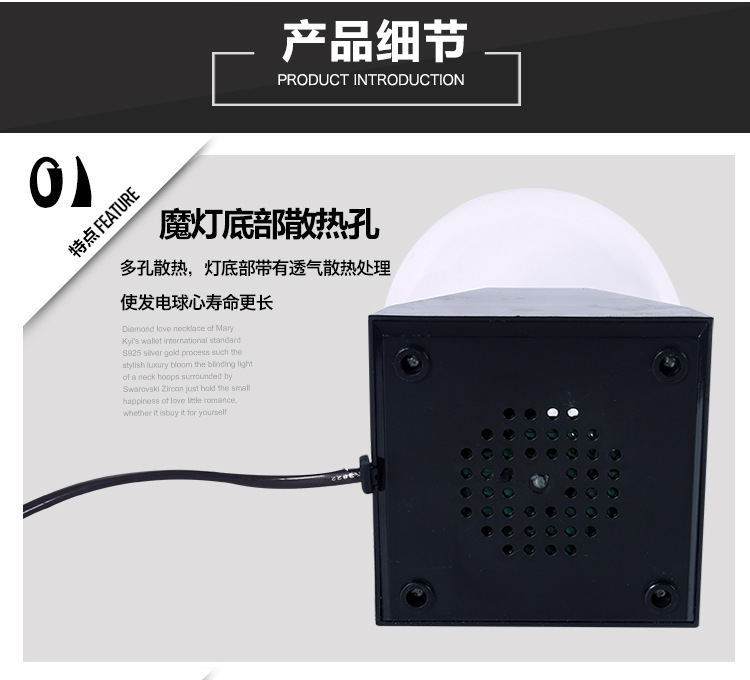 产品细节
PRODUCT INTRODUCTION
01
特点 FEATURE
魔灯底部散热孔
多孔散热，灯底部带有透气散热处理
使发电球心寿命更长
Diamond love necklace of Mary
Kyi's wallet international standard
S925 silver gold process such the
stylish luxury bloom the blinding light
of a neck hoops surrounded by
Swarovski Zircon just hold the small
happiness of love little romance,
whether it isbuy it for yourself